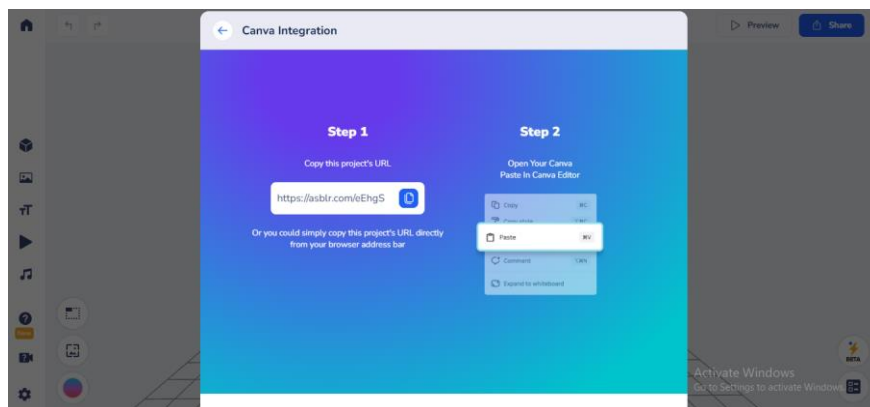 Canva Integration
Preview
Share
Step 1
Copy this project's URL
https://asblr.com/eEhgS
Or you could simply copy this project's URL directly
from your browser address bar
Step 2
Open Your Canva
Paste In Canva Editor
Copy ⌘C
Paste ⌘V
Comment
Expand to whiteboard
BETA
Activate Windows
Go to Settings to activate Windows.